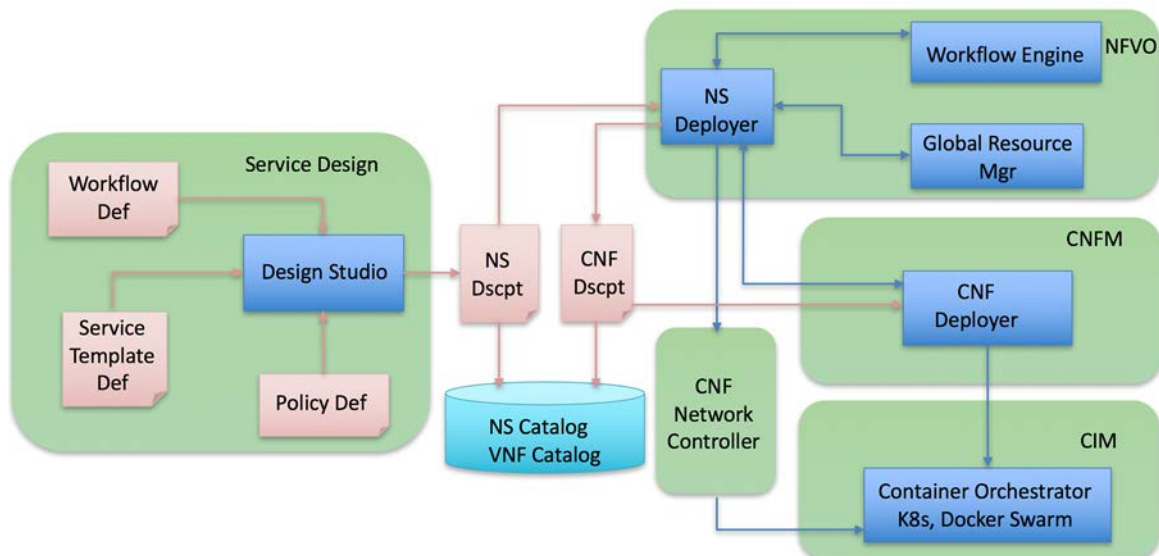 Service Design
Workflow
Def
Design Studio
Service
Template
Def
Policy Def
NS
Dscpt
CNF
Dscpt
NS Catalog
VNF Catalog
NFVO
Workflow Engine
NS
Deployer
Global Resource
Mgr
CNFM
CNF
Deployer
CNF
Network
Controller
CIM
Container Orchestrator
K8s, Docker Swarm